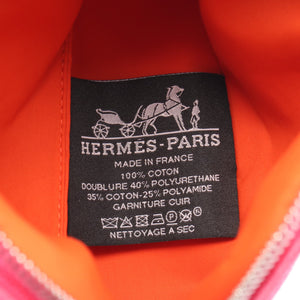 HERMES-PARIS
MADE IN FRANCE
100% COTON
DOUBLURE 40% POLYURETHANE
35% COTON-25% POLYAMIDE
GARNITURE CUIR
NETTOYAGE A SEC